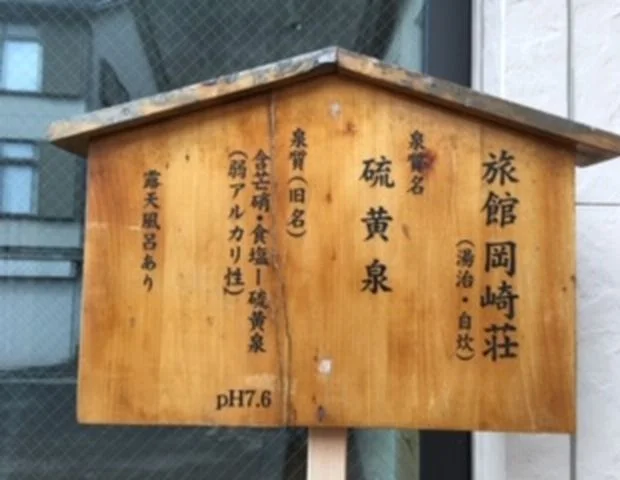 旅館 岡崎荘
(湯治・自炊)
泉質名
硫黄泉
泉質(旧名)
含芒硝・食塩ー硫黄泉
(弱アルカリ性)
pH7.6
露天風呂あり